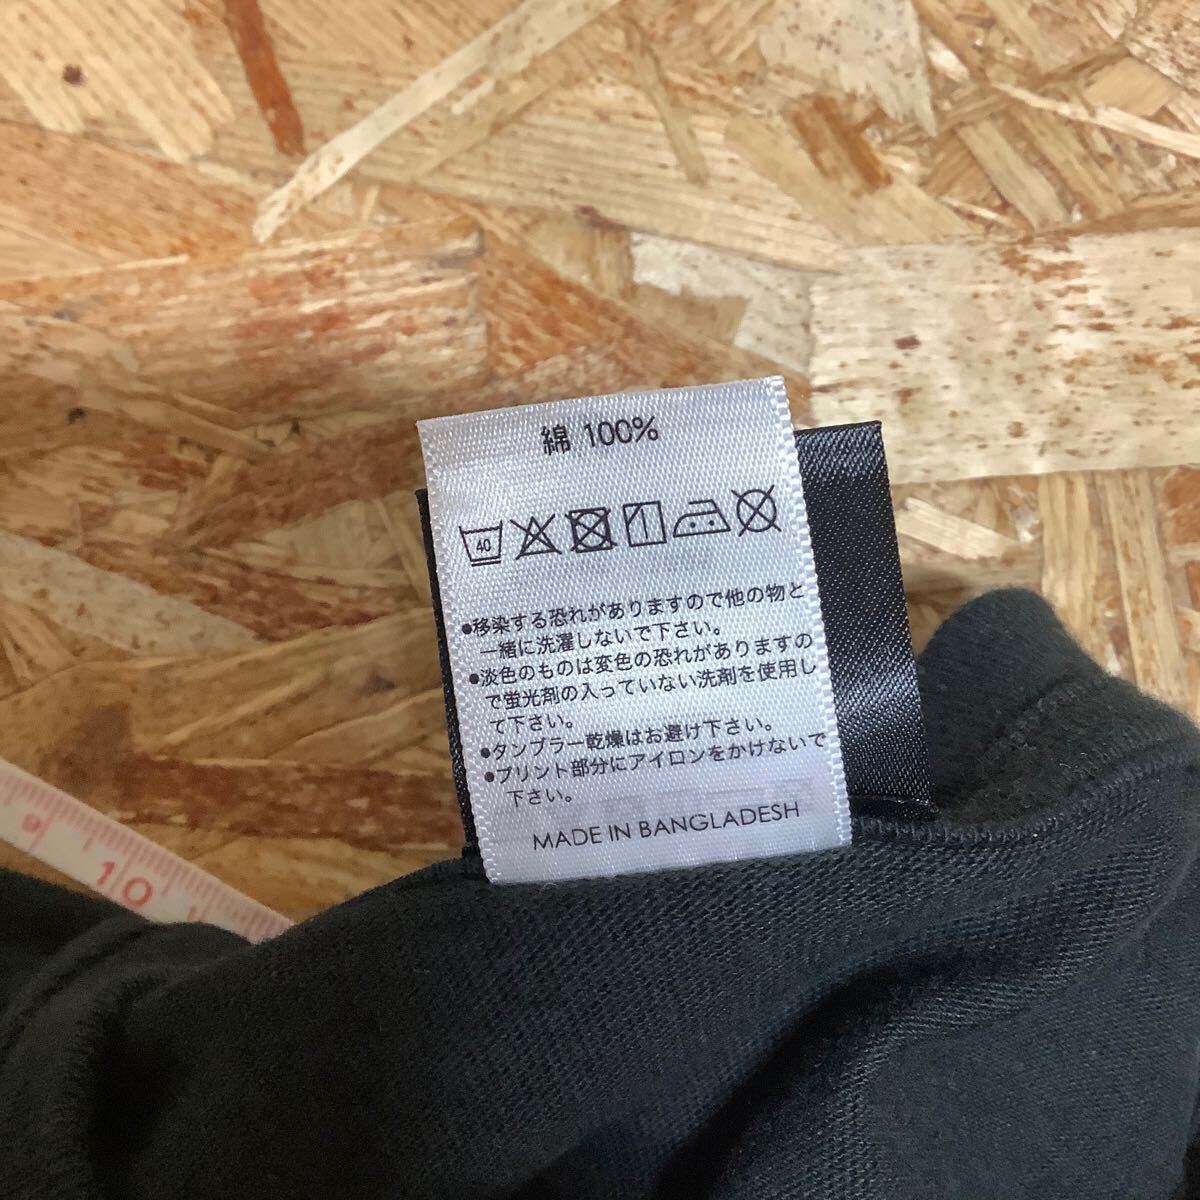 綿 100%
40
●移染する恐れがありますので他の物と
一緒に洗濯しないで下さい。
●淡色のものは変色の恐れがありますの
で蛍光剤の入っていない洗剤を使用し
て下さい。
●タンブラー乾燥はお避け下さい。
●プリント部分にアイロンをかけないで
下さい。
MADE IN BANGLADESH
10